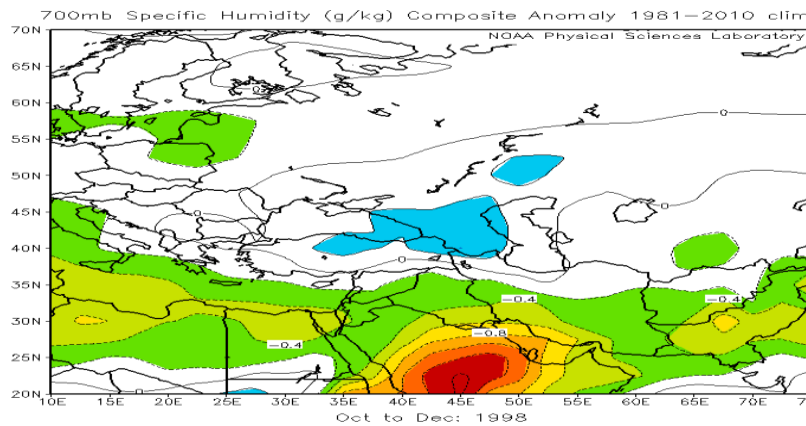 700mb Specific Humidity (g/kg) Composite Anomaly 1981-2010 clim
NOAA Physical Sciences Laboratory
70N
65N
60N
55N
50N
45N
40N
35N
30N
25N
20N
0
0
0
0
0
-0.4
-0.4
-0.8
-0.4
10E 15E 20E 25E 30E 35E 40E 45E 50E 55E 60E 65E 70E
Oct to Dec: 1998